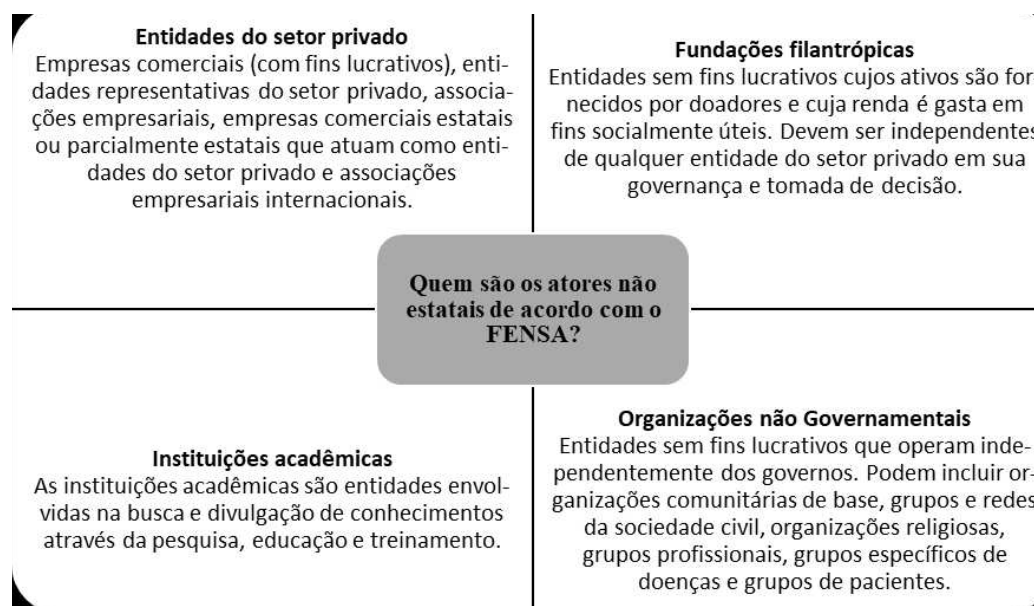 Entidades do setor privado
Empresas comerciais (com fins lucrativos), enti-
dades representativas do setor privado, associa-
ções empresariais, empresas comerciais estatais
ou parcialmente estatais que atuam como enti-
dades do setor privado e associações
empresariais internacionais.
Fundações filantrópicas
Entidades sem fins lucrativos cujos ativos são for
necidos por doadores e cuja renda é gasta em
fins socialmente úteis. Devem ser independentes
de qualquer entidade do setor privado em sua
governança e tomada de decisão.
Quem são os atores não
estatais de acordo com o
FENSA?
Instituições acadêmicas
As instituições acadêmicas são entidades envol-
vidas na busca e divulgação de conhecimentos
através da pesquisa, educação e treinamento.
Organizações não Governamentais
Entidades sem fins lucrativos que operam inde-
pendentemente dos governos. Podem incluir or-
ganizações comunitárias de base, grupos e redes
da sociedade civil, organizações religiosas,
grupos profissionais, grupos específicos de
doenças e grupos de pacientes.